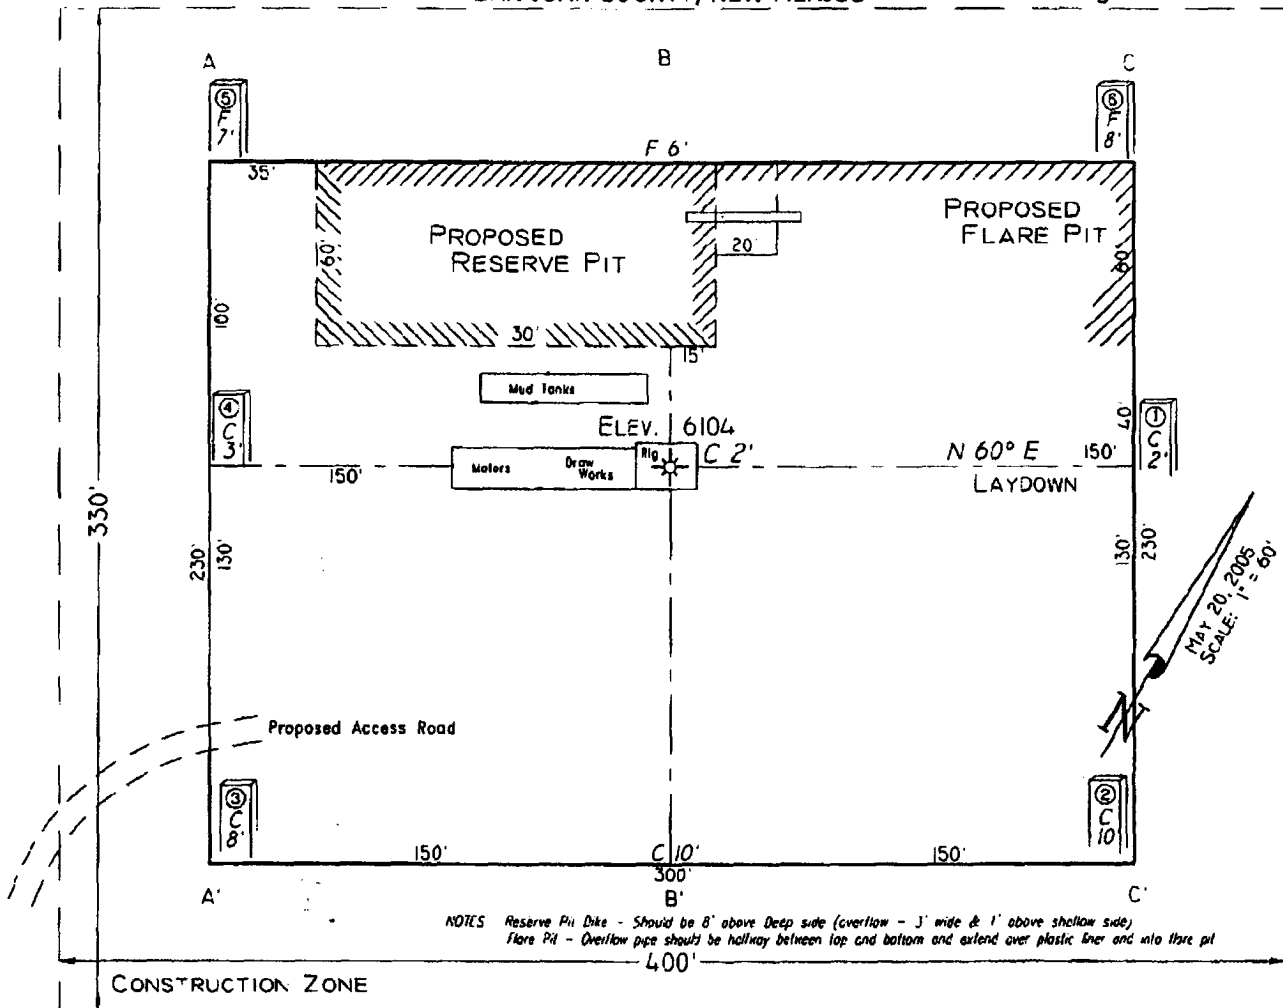 A
B
C
5
F
7'
6
F
8'
F 6'
35'
PROPOSED
RESERVE PIT
60'
20'
PROPOSED
FLARE PIT
60'
100'
30'
15'
Mud Tanks
4
C
3'
ELEV. 6104
Rig
C 2'
40'
1
C
2'
N 60° E
150'
150'
Motors
Draw
Works
LAYDOWN
330'
230'
130'
130'
230'
MAY 20, 2005
SCALE: 1" = 60'
N
Proposed Access Road
3
C
8'
2
C
10'
150'
C 10'
150'
300'
A'
B'
C'
NOTES Reserve Pit Dike - Should be 8' above Deep side (overflow - 3' wide & 1' above shallow side)
Flare Pit - Overflow pipe should be halfway between top and bottom and extend over plastic liner and into flare pit
400'
CONSTRUCTION ZONE